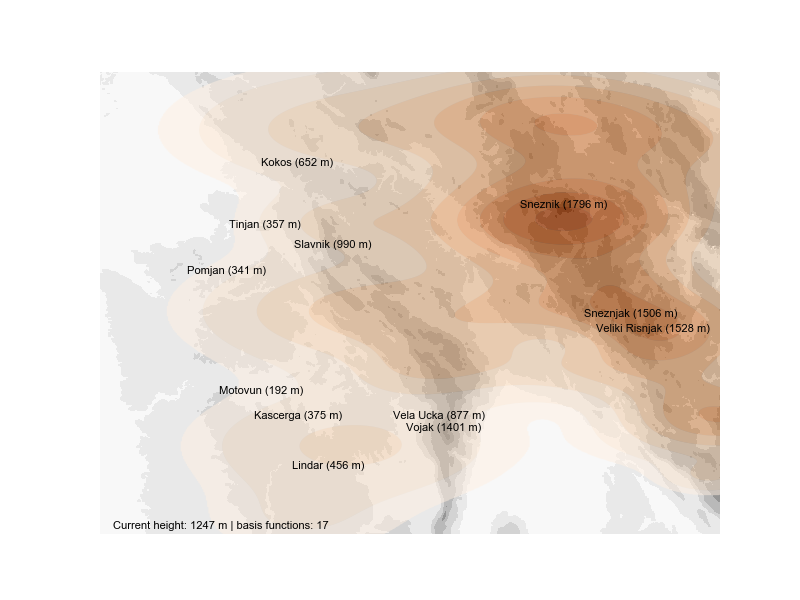 Kokos (652 m)
Sneznik (1796 m)
Tinjan (357 m)
Slavnik (990 m)
Pomjan (341 m)
Sneznjak (1506 m)
Veliki Risnjak (1528 m)
Motovun (192 m)
Kascerga (375 m)
Vela Ucka (877 m)
Vojak (1401 m)
Lindar (456 m)
Current height: 1247 m | basis functions: 17